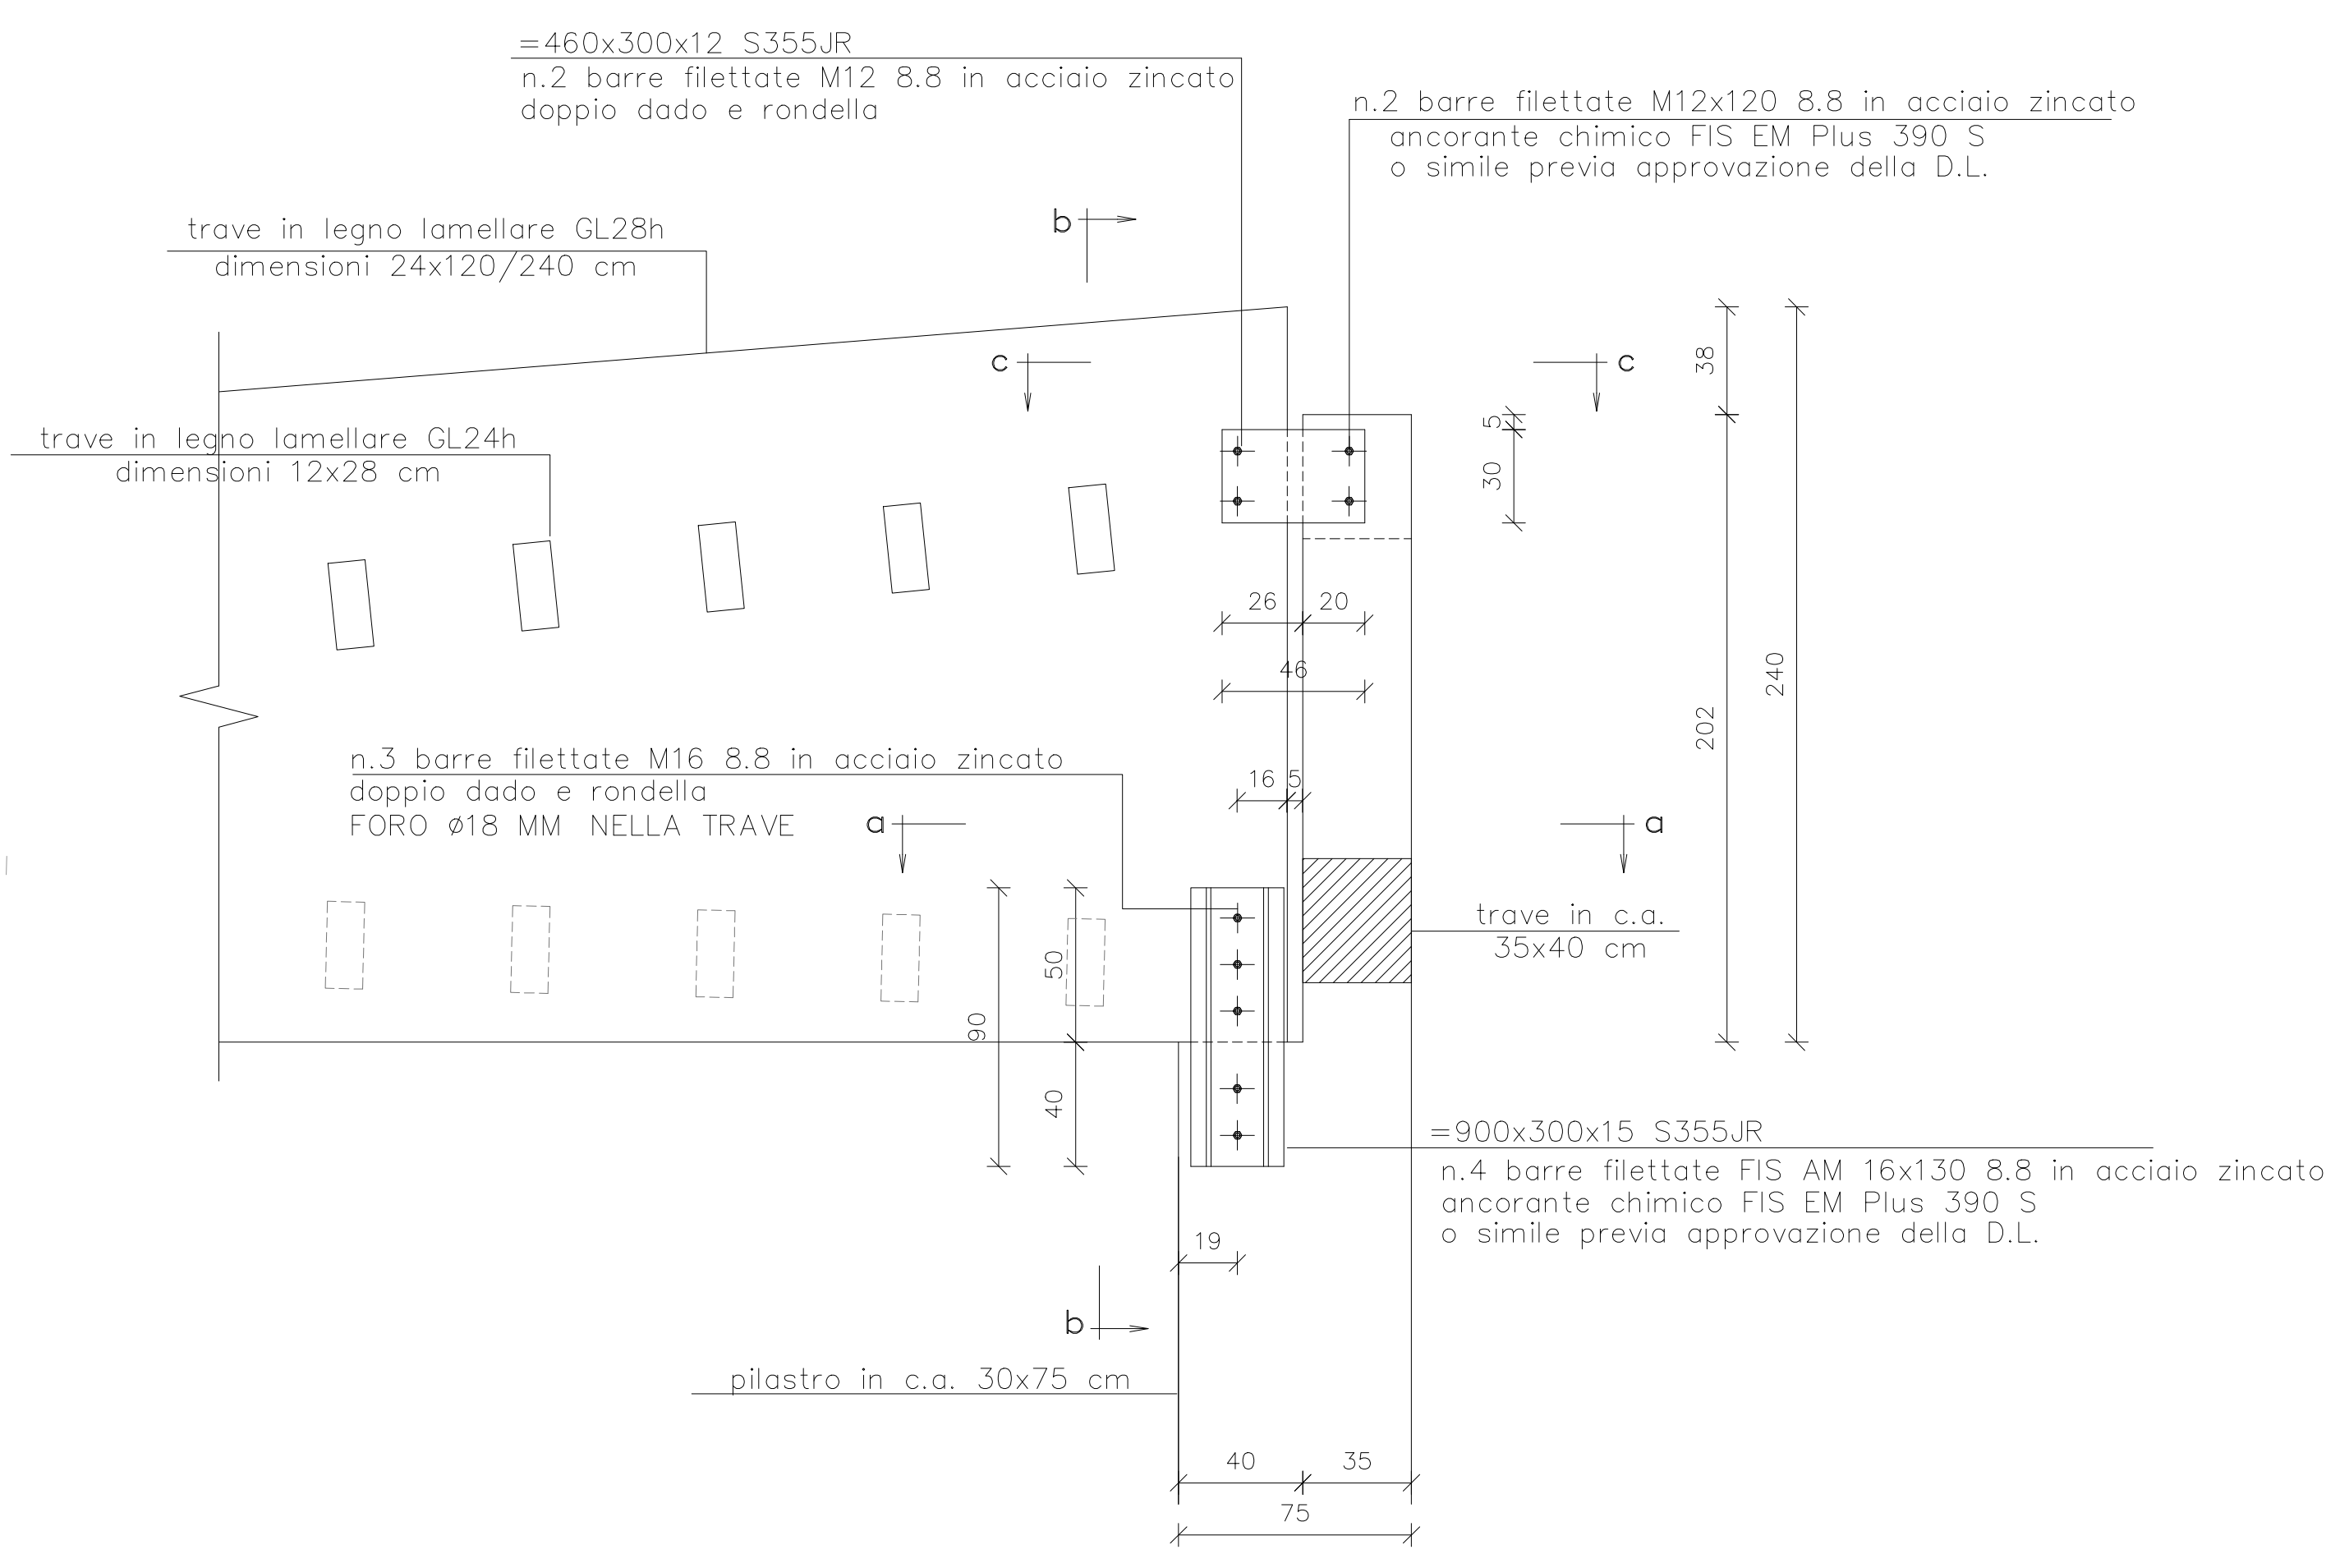 =460x300x12 S355JR
n.2 barre filettate M12 8.8 in acciaio zincato
doppio dado e rondella
n.2 barre filettate M12x120 8.8 in acciaio zincato
ancorante chimico FIS EM Plus 390 S
o simile previa approvazione della D.L.
trave in legno lamellare GL28h
dimensioni 24x120/240 cm
b
c
c
38
5
trave in legno lamellare GL24h
dimensioni 12x28 cm
30
26
20
46
240
202
n.3 barre filettate M16 8.8 in acciaio zincato
doppio dado e rondella
FORO ø18 MM NELLA TRAVE
16
5
a
a
trave in c.a.
35x40 cm
50
90
40
=900x300x15 S355JR
n.4 barre filettate FIS AM 16x130 8.8 in acciaio zincato
ancorante chimico FIS EM Plus 390 S
o simile previa approvazione della D.L.
19
b
pilastro in c.a. 30x75 cm
40
35
75